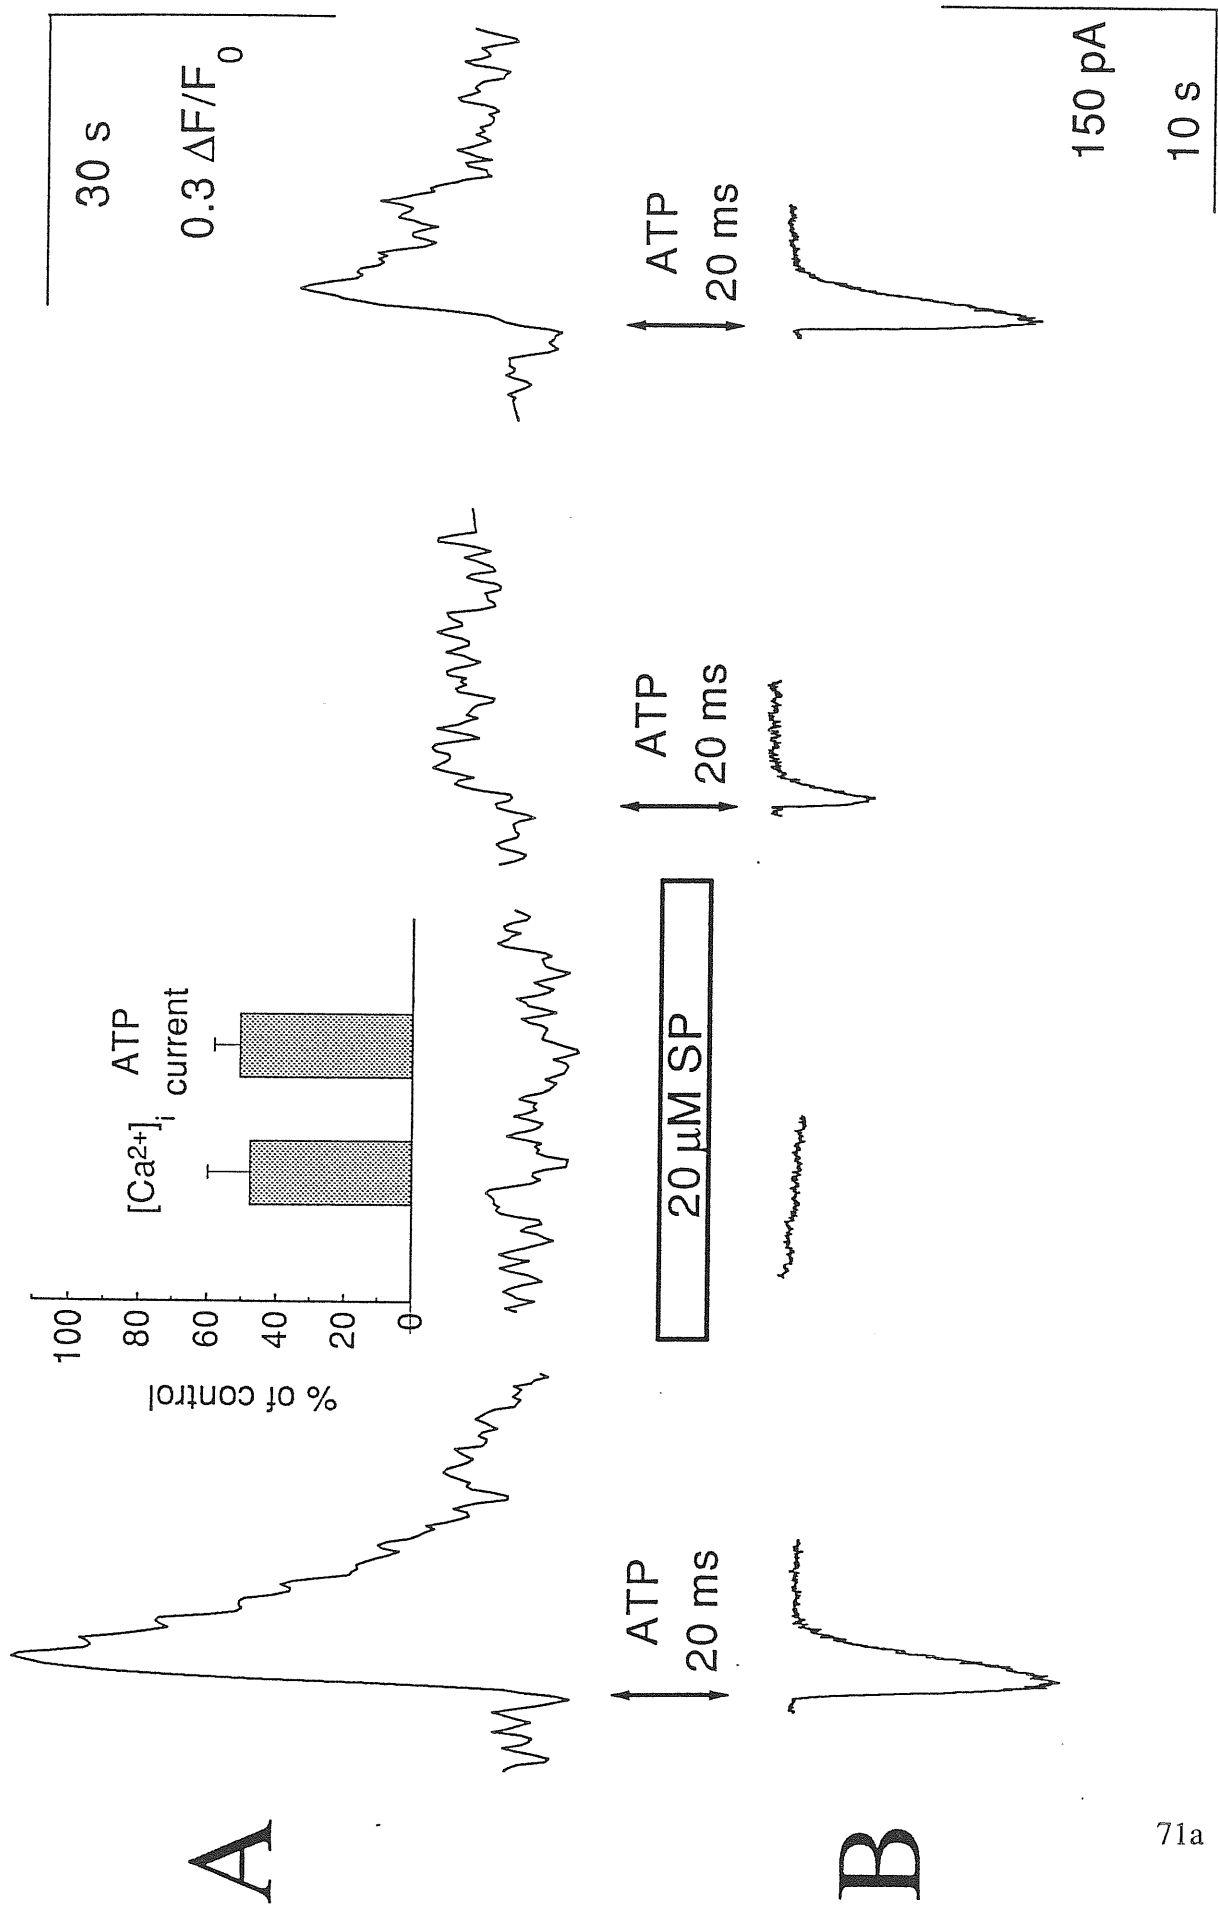 A
30 s
0.3 ΔF/F0
[Ca2+]i
ATP
current
100
80
60
40
20
0
% of control
ATP
20 ms
20 µM SP
ATP
20 ms
ATP
20 ms
B
150 pA
10 s
71a